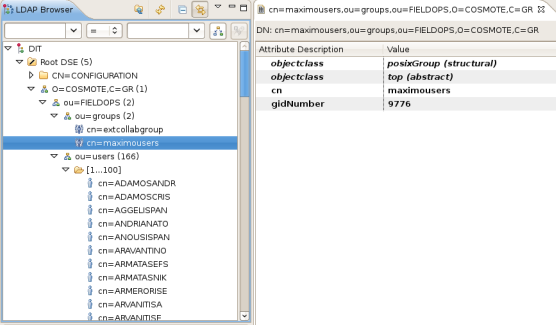 LDAP Browser
=
DIT
Root DSE (5)
CN=CONFIGURATION
O=COSMOTE,C=GR (1)
ou=FIELDOPS (2)
ou=groups (2)
cn=extcollabgroup
cn=maximousers
ou=users (166)
[1...100]
cn=ADAMOSANDR
cn=ADAMOSCRIS
cn=AGGELISPAN
cn=ANDRIANATO
cn=ANOUSISPAN
cn=ARAVANTINO
cn=ARMATASEFS
cn=ARMATASNIK
cn=ARMERORISE
cn=ARVANITISA
cn=ARVANITISE
cn=maximousers,ou=groups,ou=FIELDOPS,O=COSMOTE,C=GR
DN: cn=maximousers,ou=groups,ou=FIELDOPS,O=COSMOTE,C=GR
Attribute Description Value
objectclass posixGroup (structural)
objectclass top (abstract)
cn maximousers
gidNumber 9776